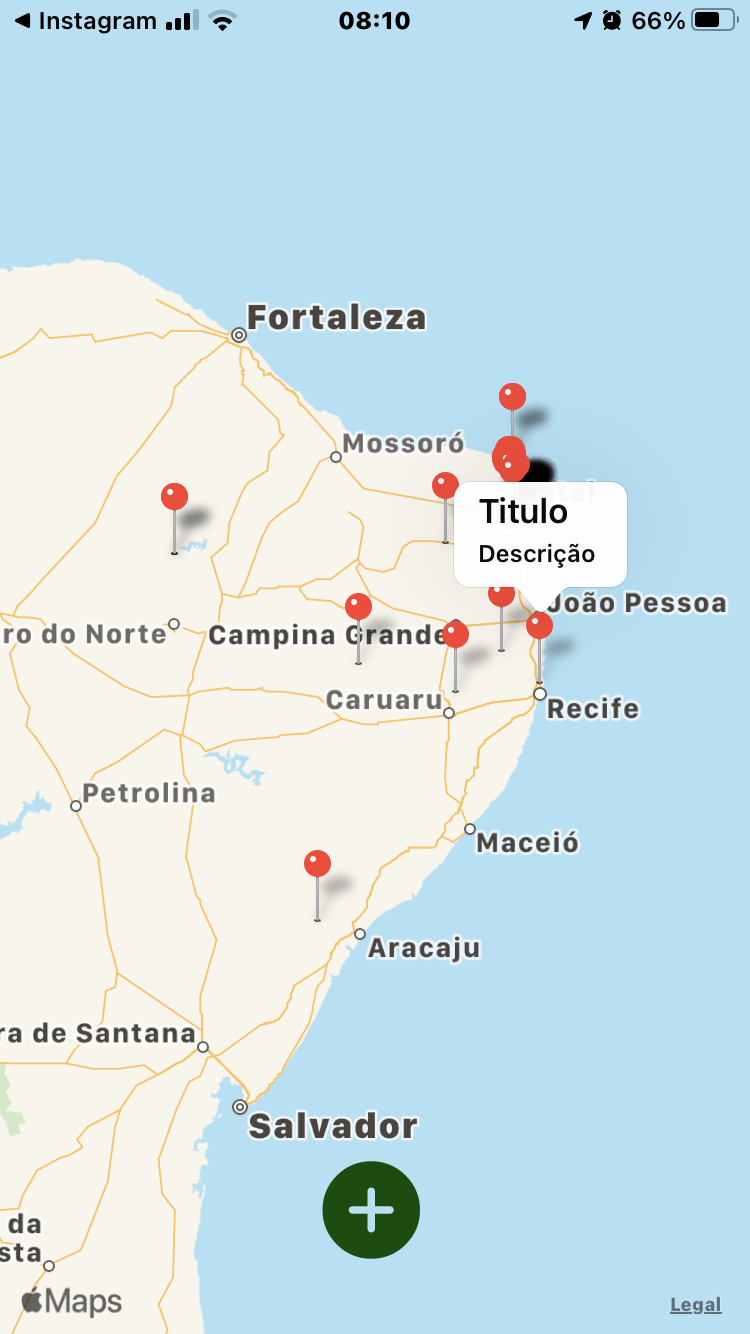 Instagram
08:10
66%
Fortaleza
Mossoró
Titulo
Descrição
João Pessoa
ro do Norte
Campina Grande
Caruaru
Recife
Petrolina
Maceió
Aracaju
ra de Santana
Salvador
da
sta
Maps
Legal